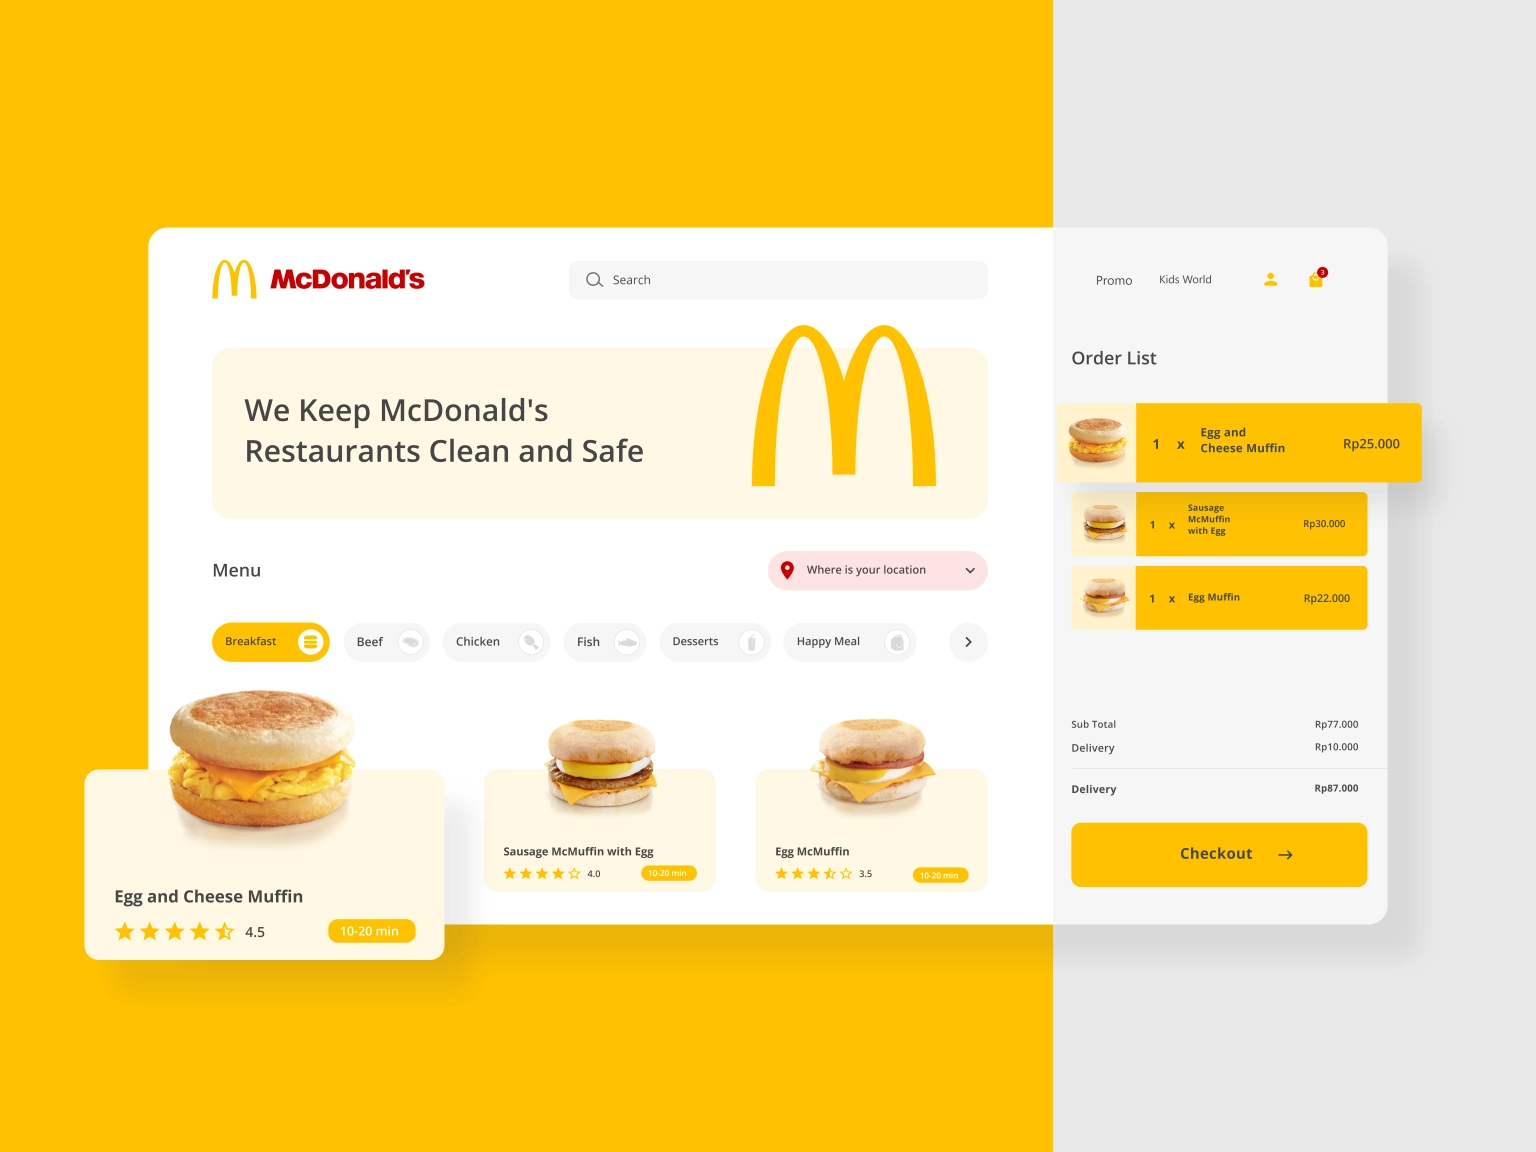 McDonald's
Search
Promo
Kids World
3
We Keep McDonald's
Restaurants Clean and Safe
Menu
Where is your location
Breakfast
Beef
Chicken
Fish
Desserts
Happy Meal
Egg and Cheese Muffin
4.5
10-20 min
Sausage McMuffin with Egg
4.0
10-20 min
Egg McMuffin
3.5
10-20 min
Order List
1 x Egg and
Cheese Muffin
Rp25.000
1 x Sausage
McMuffin
with Egg
Rp30.000
1 x Egg Muffin
Rp22.000
Sub Total Rp77.000
Delivery Rp10.000
Delivery Rp87.000
Checkout